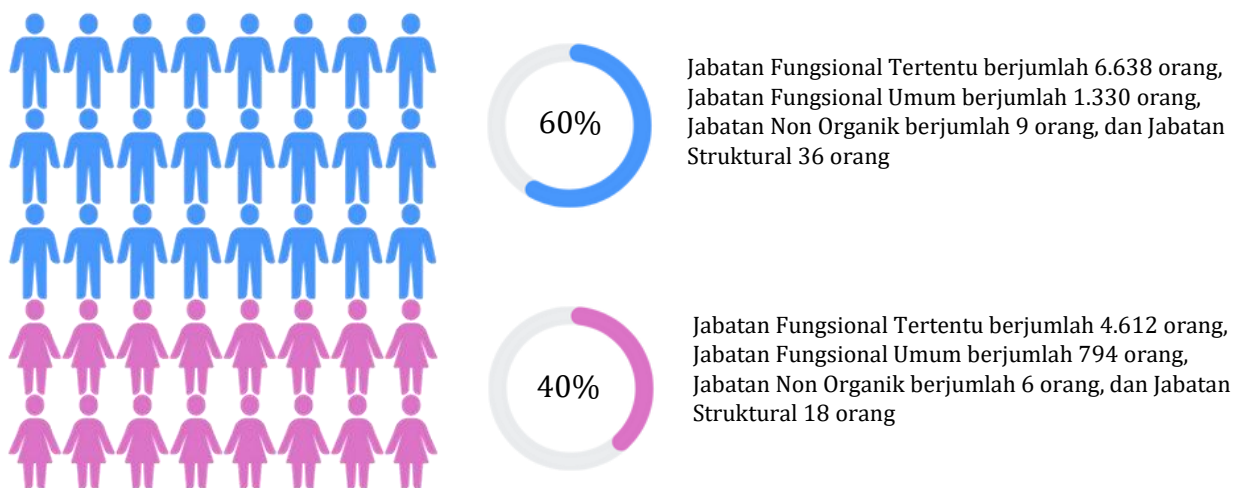 60%
Jabatan Fungsional Tertentu berjumlah 6.638 orang,
Jabatan Fungsional Umum berjumlah 1.330 orang,
Jabatan Non Organik berjumlah 9 orang, dan Jabatan
Struktural 36 orang
40%
Jabatan Fungsional Tertentu berjumlah 4.612 orang,
Jabatan Fungsional Umum berjumlah 794 orang,
Jabatan Non Organik berjumlah 6 orang, dan Jabatan
Struktural 18 orang